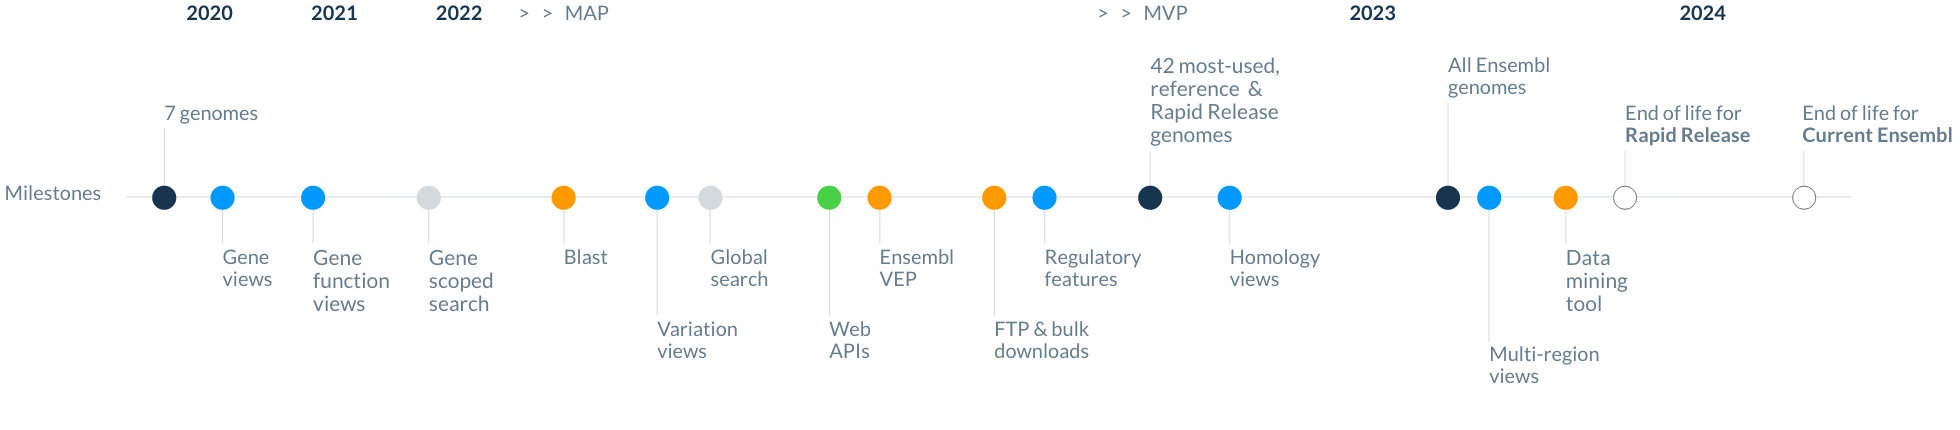 2020 2021 2022 > > MAP > > MVP 2023 2024
42 most-used,
reference &
Rapid Release
genomes
All Ensembl
genomes
7 genomes
End of life for
Rapid Release
End of life for
Current Ensembl
Milestones
Gene
views
Gene
function
views
Gene
scoped
search
Blast
Variation
views
Global
search
Web
APIs
Ensembl
VEP
FTP & bulk
downloads
Regulatory
features
Homology
views
Multi-region
views
Data
mining
tool